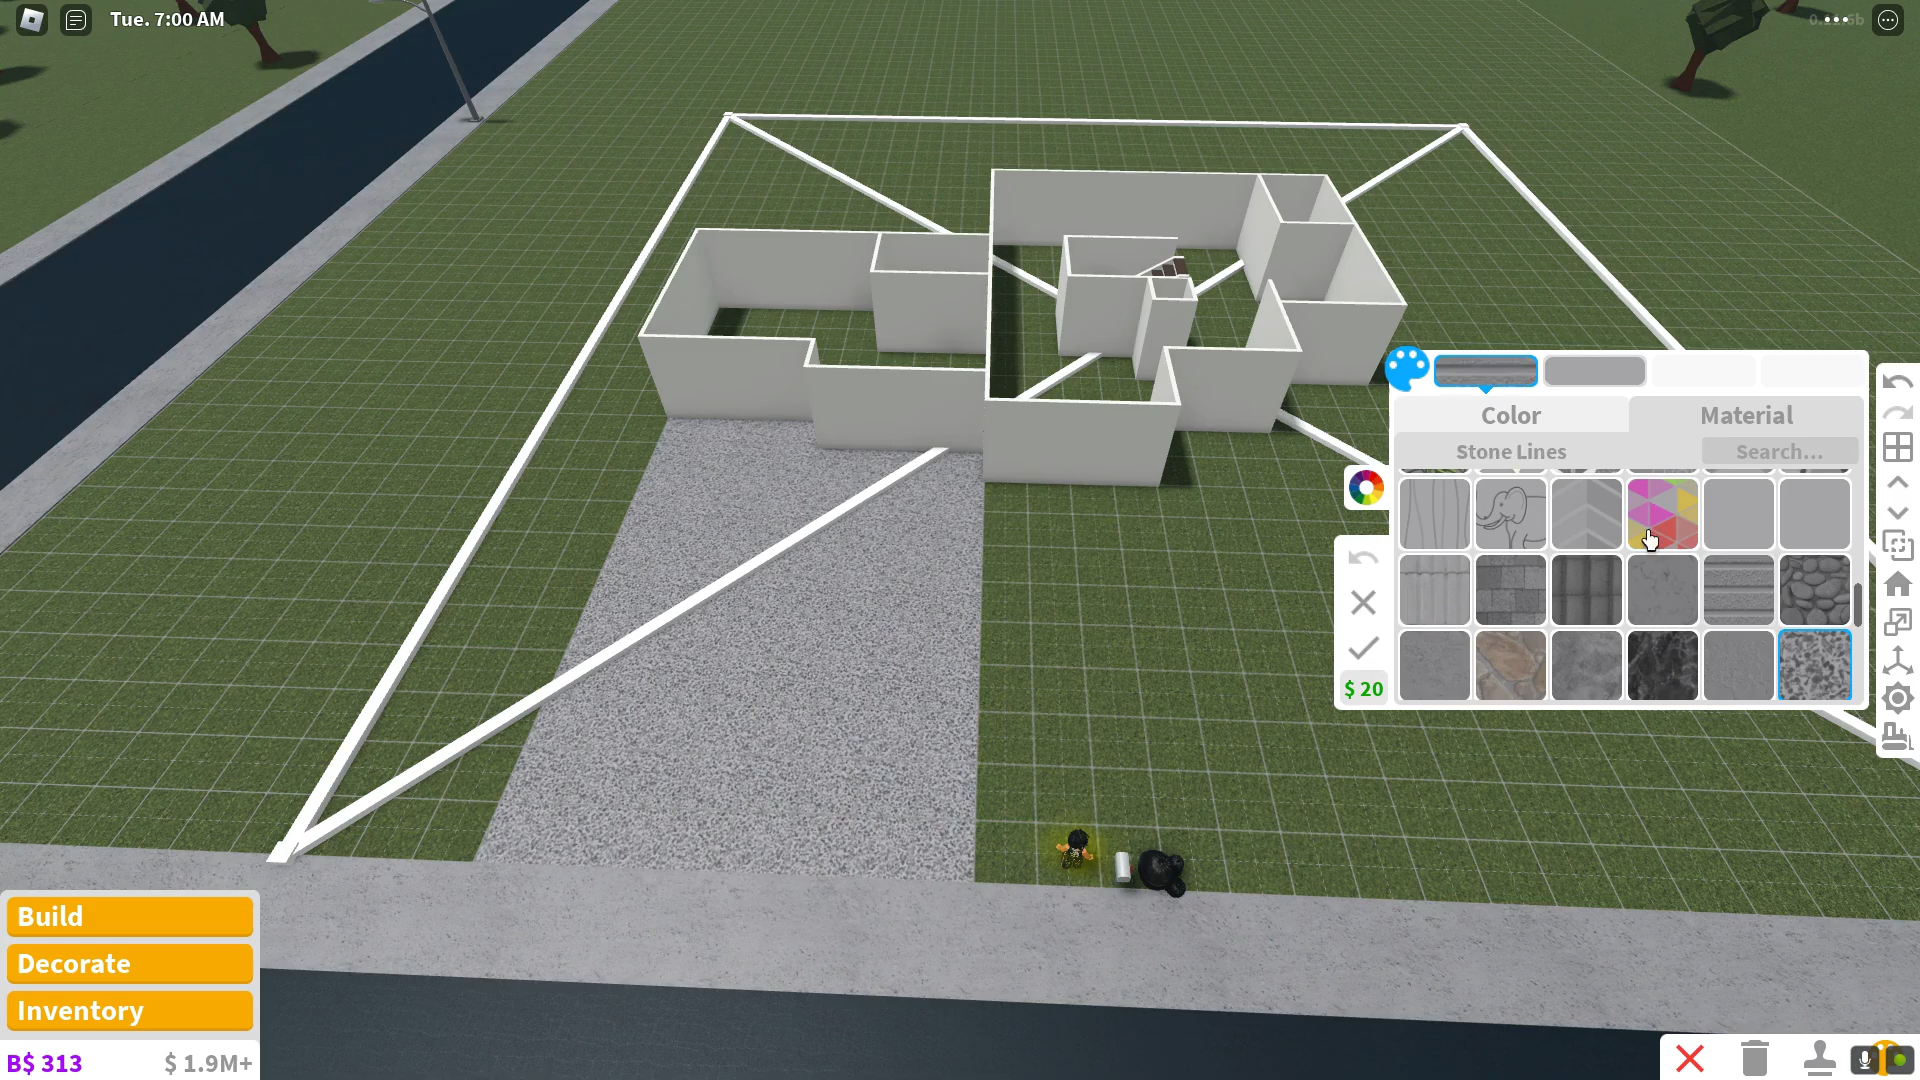 Tue. 7:00 AM
Color
Material
Stone Lines
Search...
$ 20
Build
Decorate
Inventory
B$ 313
$ 1.9M+